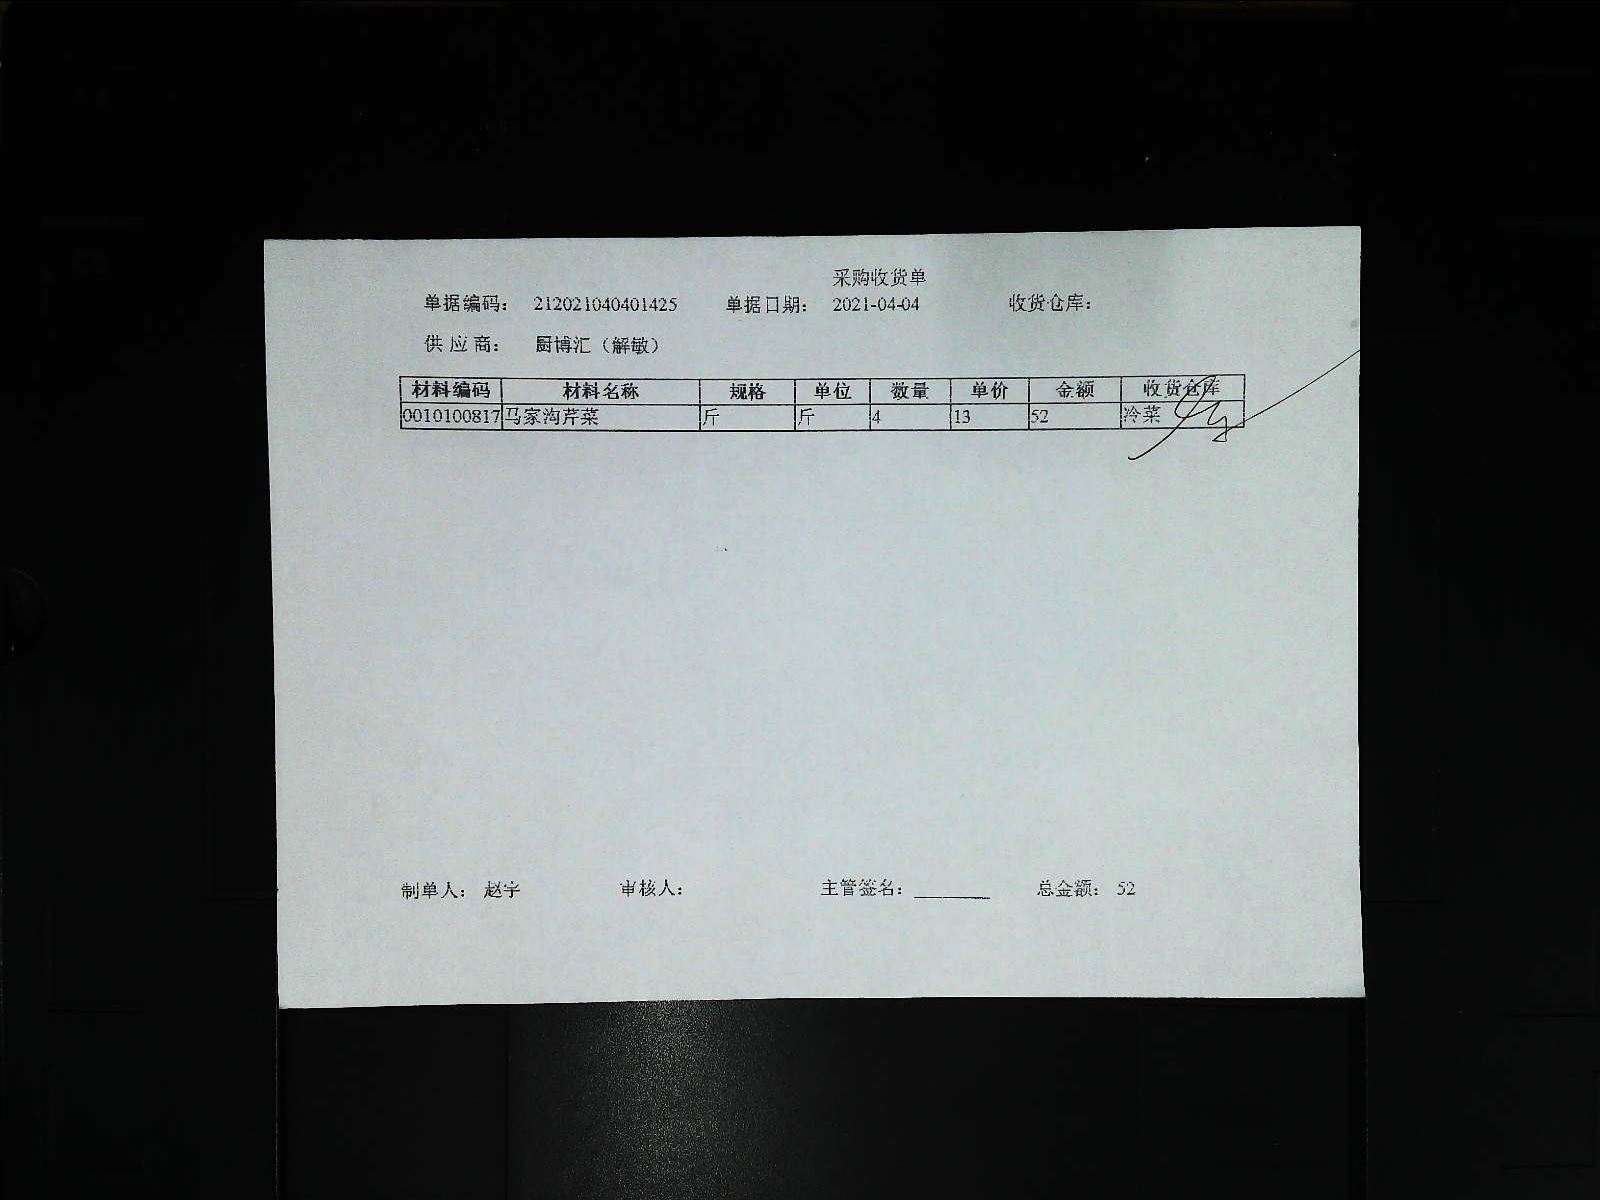 采购收货单
单据编码： 212021040401425 单据日期： 2021-04-04 收货仓库：
供 应 商： 厨博汇（解敏）
材料编码 材料名称 规格 单位 数量 单价 金额 收货仓库
0010100817 马家沟芹菜 斤 斤 4 13 52 冷菜
制单人： 赵宇 审核人： 主管签名： 总金额： 52